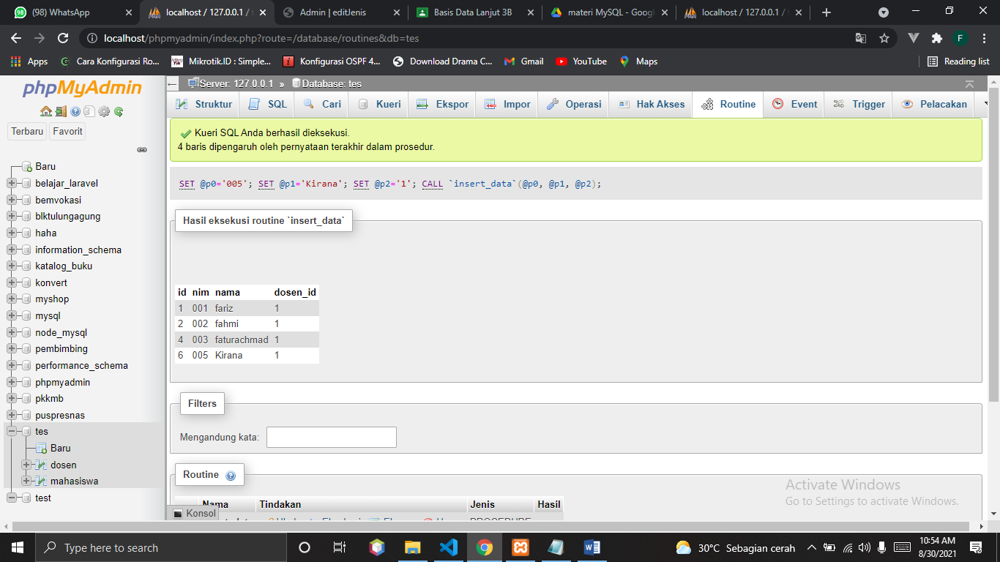 (98) WhatsApp
localhost / 127.0.0.1 /
Admin | editJenis
Basis Data Lanjut 3B
materi MySQL - Goog
localhost / 127.0.0.1 /
localhost/phpmyadmin/index.php?route=/database/routines&db=tes
F
Apps
Cara Konfigurasi Ro...
Mikrotik.ID : Simple...
Konfigurasi OSPF 4...
Download Drama C...
Gmail
YouTube
Maps
Reading list
phpMyAdmin
Terbaru
Favorit
Baru
belajar_laravel
bemvokasi
blktulungagung
haha
information_schema
katalog_buku
konvert
myshop
mysql
node_mysql
pembimbing
performance_schema
phpmyadmin
pkkmb
puspresnas
tes
Baru
dosen
mahasiswa
test
Server: 127.0.0.1 » Database: tes
Struktur
SQL
Cari
Kueri
Ekspor
Impor
Operasi
Hak Akses
Routine
Event
Trigger
Pelacakan
Kueri SQL Anda berhasil dieksekusi.
4 baris dipengaruh oleh pernyataan terakhir dalam prosedur.
SET @p0='005'; SET @p1='Kirana'; SET @p2='1'; CALL `insert_data`(@p0, @p1, @p2);
Hasil eksekusi routine `insert_data`
id nim nama dosen_id
1 001 fariz 1
2 002 fahmi 1
4 003 faturachmad 1
6 005 Kirana 1
Filters
Mengandung kata:
Routine
Nama Tindakan Jenis Hasil
PROCEDURE
Konsol
Activate Windows
Go to Settings to activate Windows.
Type here to search
30°C Sebagian cerah
10:54 AM
8/30/2021